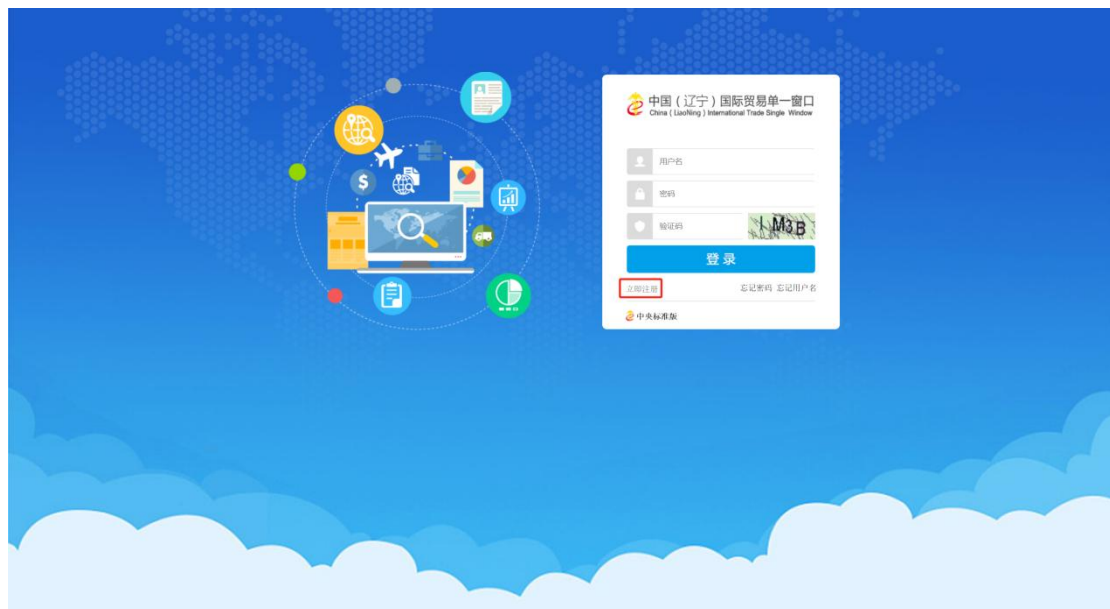 中国（辽宁）国际贸易单一窗口
China ( LiaoNing ) International Trade Single Window
用户名
密码
验证码 IM3B
登录
立即注册 忘记密码 忘记用户名
中央标准版
$